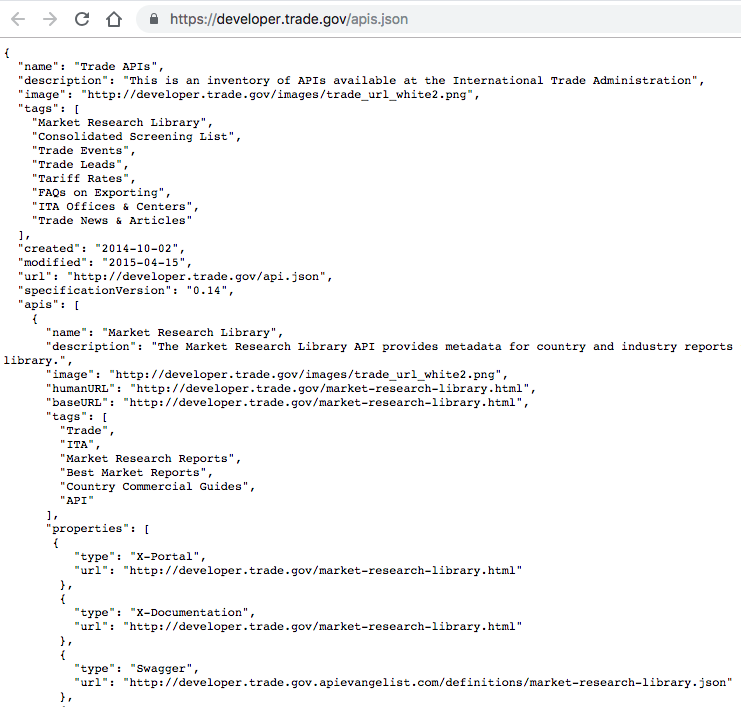 https://developer.trade.gov/apis.json
{
  "name": "Trade APIs",
  "description": "This is an inventory of APIs available at the International Trade Administration",
  "image": "http://developer.trade.gov/images/trade_url_white2.png",
  "tags": [
    "Market Research Library",
    "Consolidated Screening List",
    "Trade Events",
    "Trade Leads",
    "Tariff Rates",
    "FAQs on Exporting",
    "ITA Offices & Centers",
    "Trade News & Articles"
  ],
  "created": "2014-10-02",
  "modified": "2015-04-15",
  "url": "http://developer.trade.gov/api.json",
  "specificationVersion": "0.14",
  "apis": [
    {
      "name": "Market Research Library",
      "description": "The Market Research Library API provides metadata for country and industry reports
library.",
      "image": "http://developer.trade.gov/images/trade_url_white2.png",
      "humanURL": "http://developer.trade.gov/market-research-library.html",
      "baseURL": "http://developer.trade.gov/market-research-library.html",
      "tags": [
        "Trade",
        "ITA",
        "Market Research Reports",
        "Best Market Reports",
        "Country Commercial Guides",
        "API"
      ],
      "properties": [
       {
          "type": "X-Portal",
          "url": "http://developer.trade.gov/market-research-library.html"
        },
        {
          "type": "X-Documentation",
          "url": "http://developer.trade.gov/market-research-library.html"
        },
        {
          "type": "Swagger",
          "url": "http://developer.trade.gov.apievangelist.com/definitions/market-research-library.json"
        },